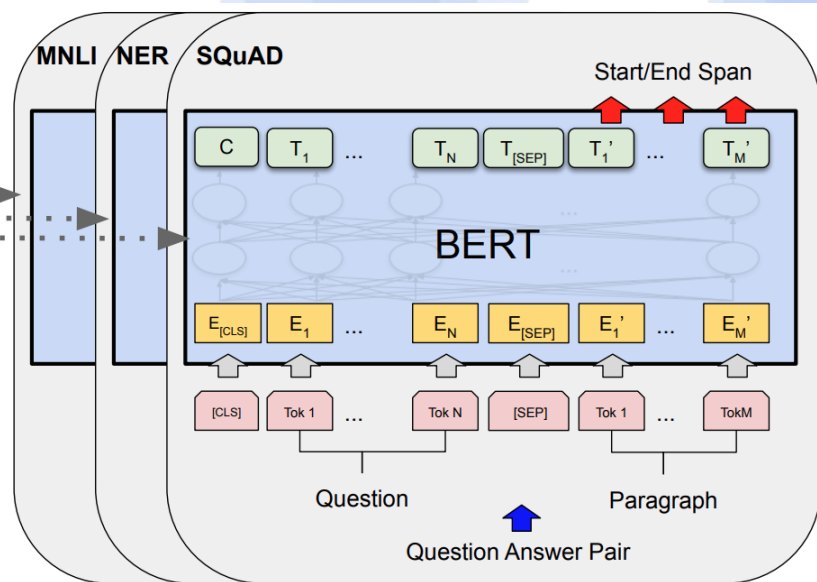 MNLI NER SQuAD
Start/End Span
C T1 ... TN T[SEP] T1' ... TM'
...
BERT
...
E[CLS] E1 ... EN E[SEP] E1' ... EM'
[CLS] Tok 1 ... Tok N [SEP] Tok 1 ... TokM
Question Paragraph
Question Answer Pair